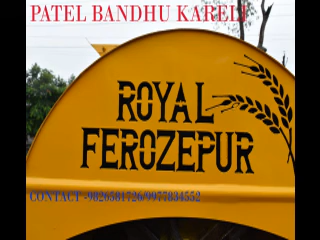 PATEL BANDHU KARELI
ROYAL
FEROZEPUR
CONTACT -9826581726/9977834552